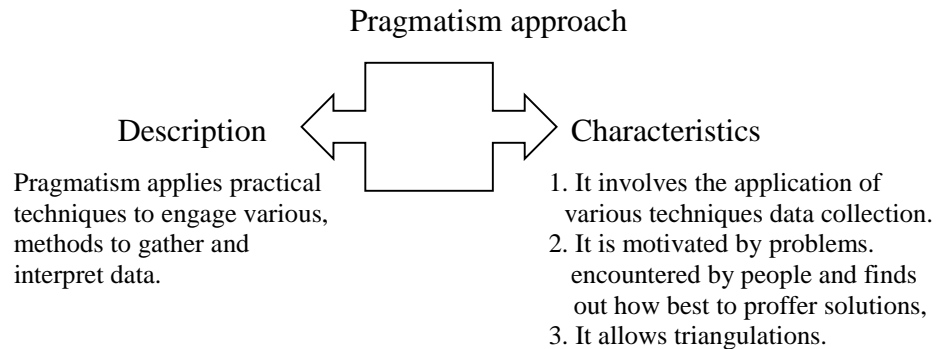 Pragmatism approach
Description
Characteristics
Pragmatism applies practical
techniques to engage various,
methods to gather and
interpret data.
1. It involves the application of
various techniques data collection.
2. It is motivated by problems.
encountered by people and finds
out how best to proffer solutions,
3. It allows triangulations.